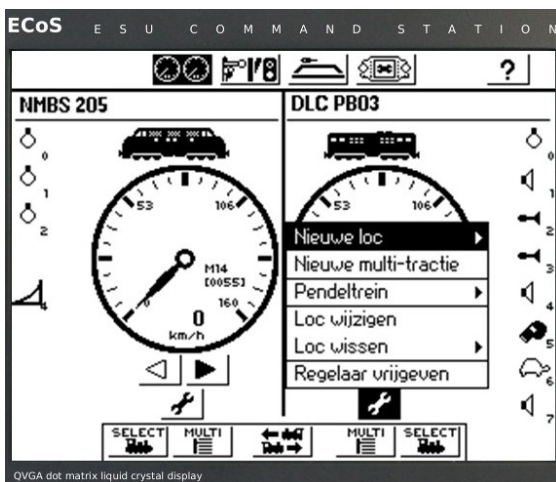 ECoS ESU COMMAND STATION
?
NMBS 205
DLC PB03
0
1
2
4
53
106
M14
[0055]
0
160
0
km/h
53
106
Nieuwe loc
Nieuwe multi-tractie
Pendeltrein
Loc wijzigen
Loc wissen
Regelaar vrijgeven
0
1
2
3
4
5
6
7
SELECT
MULTI
MULTI
SELECT
QVGA dot matrix liquid crystal display